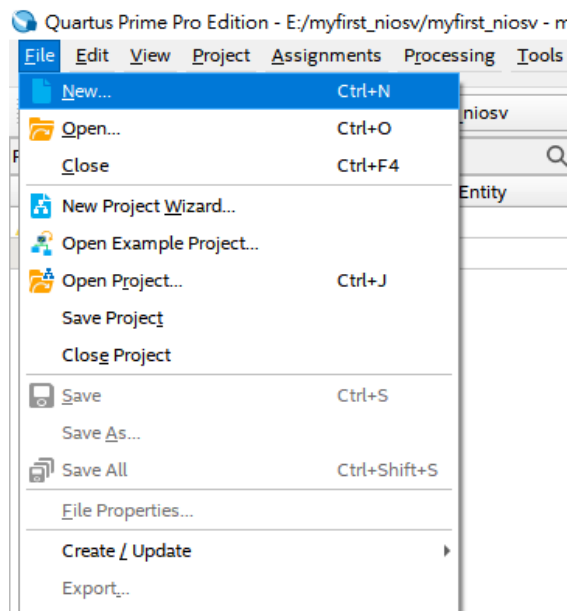 Quartus Prime Pro Edition - E:/myfirst_niosv/myfirst_niosv - m
File Edit View Project Assignments Processing Tools
New... Ctrl+N
niosv
Open... Ctrl+O
Close Ctrl+F4
Entity
New Project Wizard...
Open Example Project...
Open Project... Ctrl+J
Save Project
Close Project
Save Ctrl+S
Save As...
Save All Ctrl+Shift+S
File Properties...
Create / Update
Export...